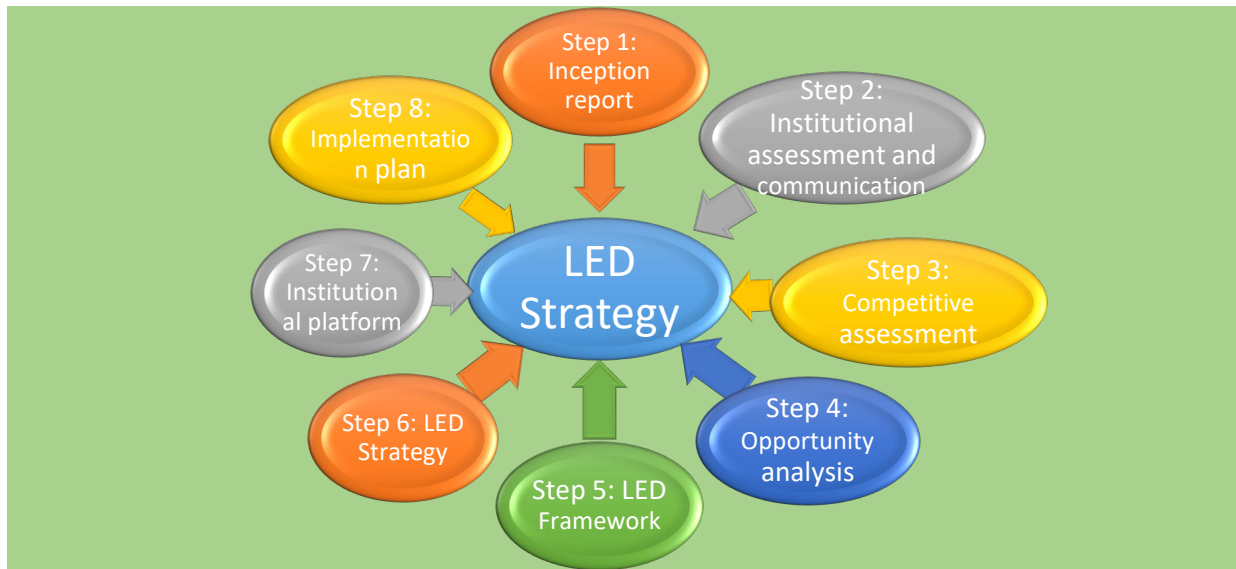 Step 1:
Inception
report
Step 2:
Institutional
assessment and
communication
Step 3:
Competitive
assessment
Step 4:
Opportunity
analysis
Step 5: LED
Framework
Step 6: LED
Strategy
Step 7:
Institution
al platform
Step 8:
Implementatio
n plan
LED
Strategy